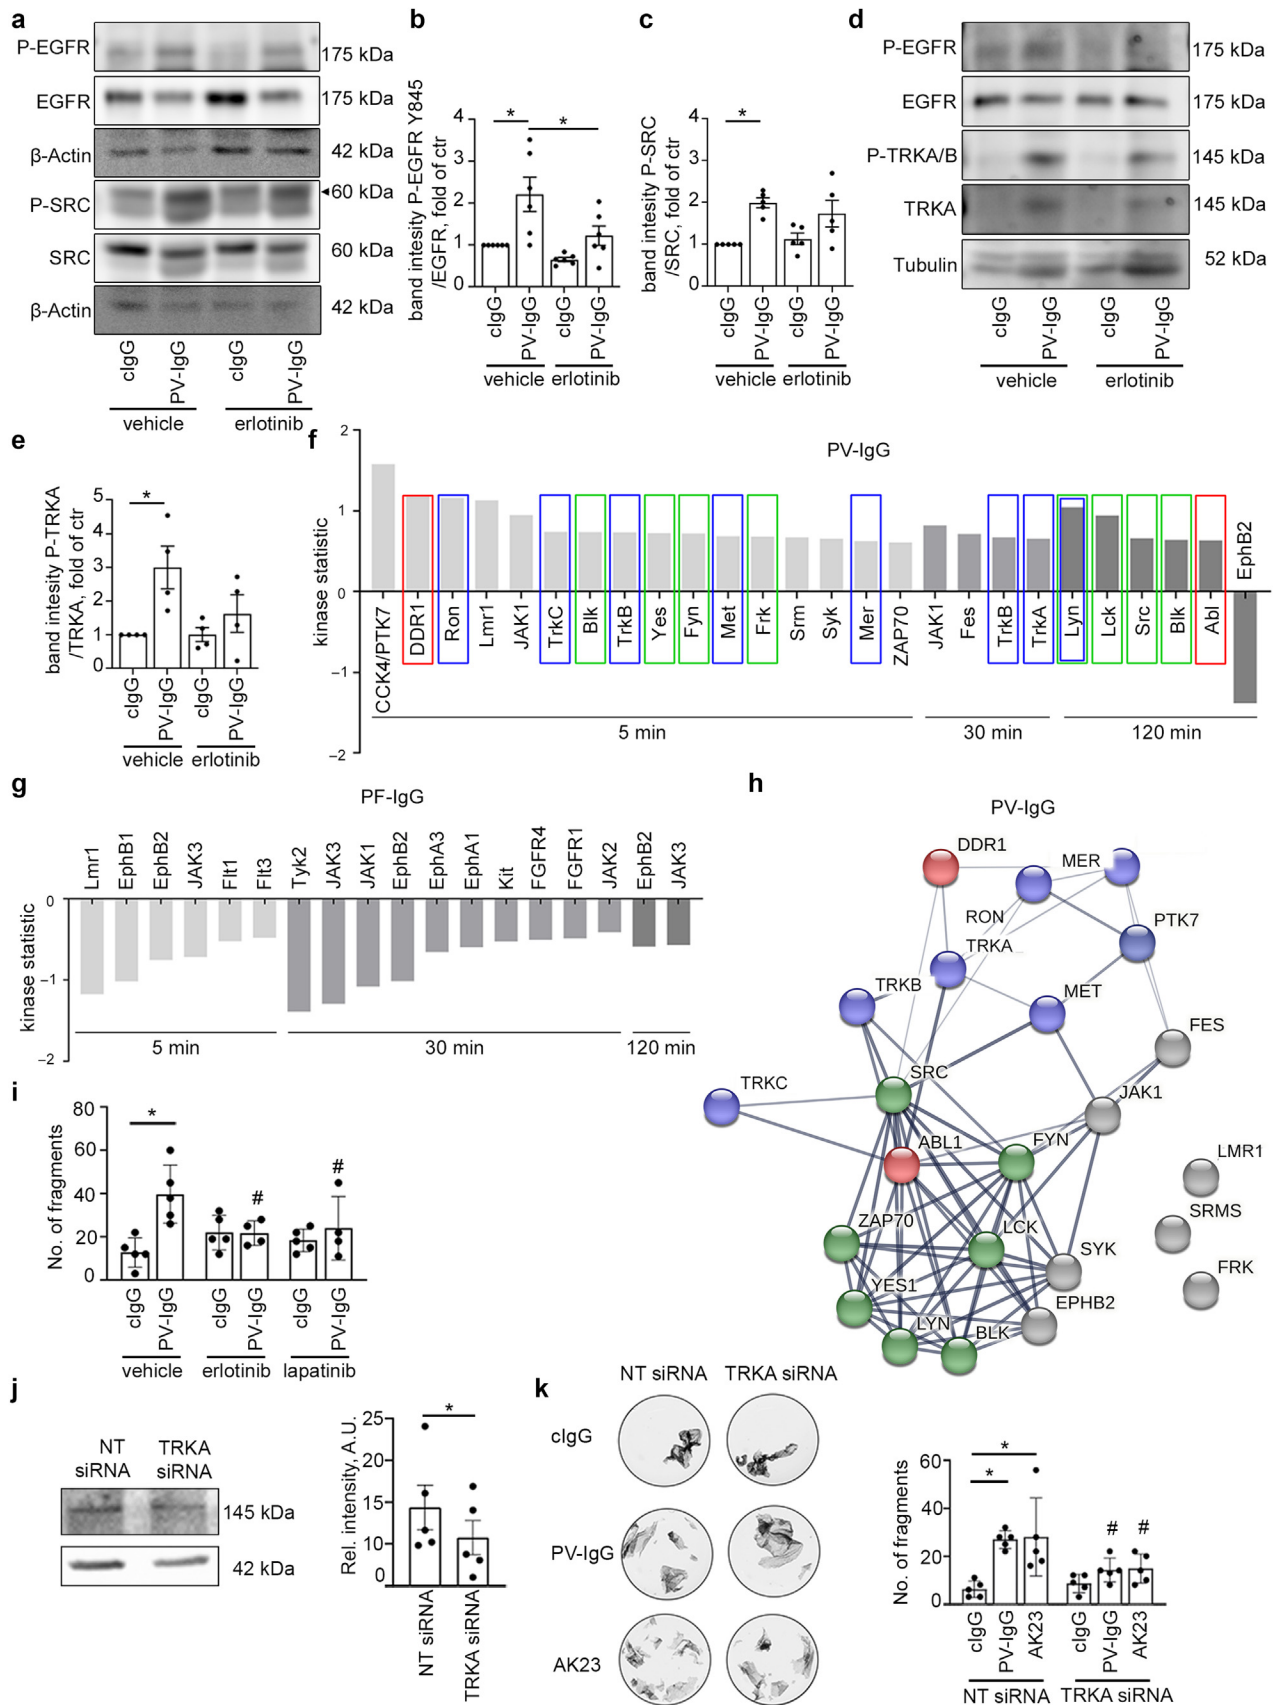 a
P-EGFR
175 kDa
EGFR
175 kDa
β-Actin
42 kDa
P-SRC
60 kDa
SRC
60 kDa
β-Actin
42 kDa
cIgG
PV-IgG
cIgG
PV-IgG
vehicle
erlotinib
b
band intesity P-EGFR Y845
/EGFR, fold of ctr
4
3
2
1
0
*
*
cIgG
PV-IgG
cIgG
PV-IgG
vehicle
erlotinib
c
band intesity P-SRC
/SRC, fold of ctr
4
3
2
1
0
*
cIgG
PV-IgG
cIgG
PV-IgG
vehicle
erlotinib
d
P-EGFR
175 kDa
EGFR
175 kDa
P-TRKA/B
145 kDa
TRKA
145 kDa
Tubulin
52 kDa
cIgG
PV-IgG
cIgG
PV-IgG
vehicle
erlotinib
e
band intesity P-TRKA
/TRKA, fold of ctr
5
4
3
2
1
0
*
cIgG
PV-IgG
cIgG
PV-IgG
vehicle
erlotinib
f
PV-IgG
kinase statistic
2
1
0
−1
−2
CCK4/PTK7
DDR1
Ron
Lmr1
JAK1
TrkC
Blk
TrkB
Yes
Fyn
Met
Frk
Srm
Syk
Mer
ZAP70
JAK1
Fes
TrkB
TrkA
Lyn
Lck
Src
Blk
Abl
EphB2
5 min
30 min
120 min
g
PF-IgG
kinase statistic
0
−1
−2
Lmr1
EphB1
EphB2
JAK3
Flt1
Flt3
Tyk2
JAK3
JAK1
EphB2
EphA3
EphA1
Kit
FGFR4
FGFR1
JAK2
EphB2
JAK3
5 min
30 min
120 min
h
PV-IgG
DDR1
MER
RON
PTK7
TRKA
TRKB
MET
FES
SRC
TRKC
JAK1
ABL1
FYN
LMR1
ZAP70
LCK
SRMS
SYK
YES1
FRK
EPHB2
LYN
BLK
i
No. of fragments
80
60
40
20
0
*
#
#
cIgG
PV-IgG
cIgG
PV-IgG
cIgG
PV-IgG
vehicle
erlotinib
lapatinib
j
NT
siRNA
TRKA
siRNA
145 kDa
42 kDa
Rel. intensity, A.U.
25
20
15
10
5
0
*
NT siRNA
TRKA siRNA
k
NT siRNA
TRKA siRNA
cIgG
PV-IgG
AK23
No. of fragments
60
40
20
0
*
*
#
#
cIgG
PV-IgG
AK23
cIgG
PV-IgG
AK23
NT siRNA
TRKA siRNA